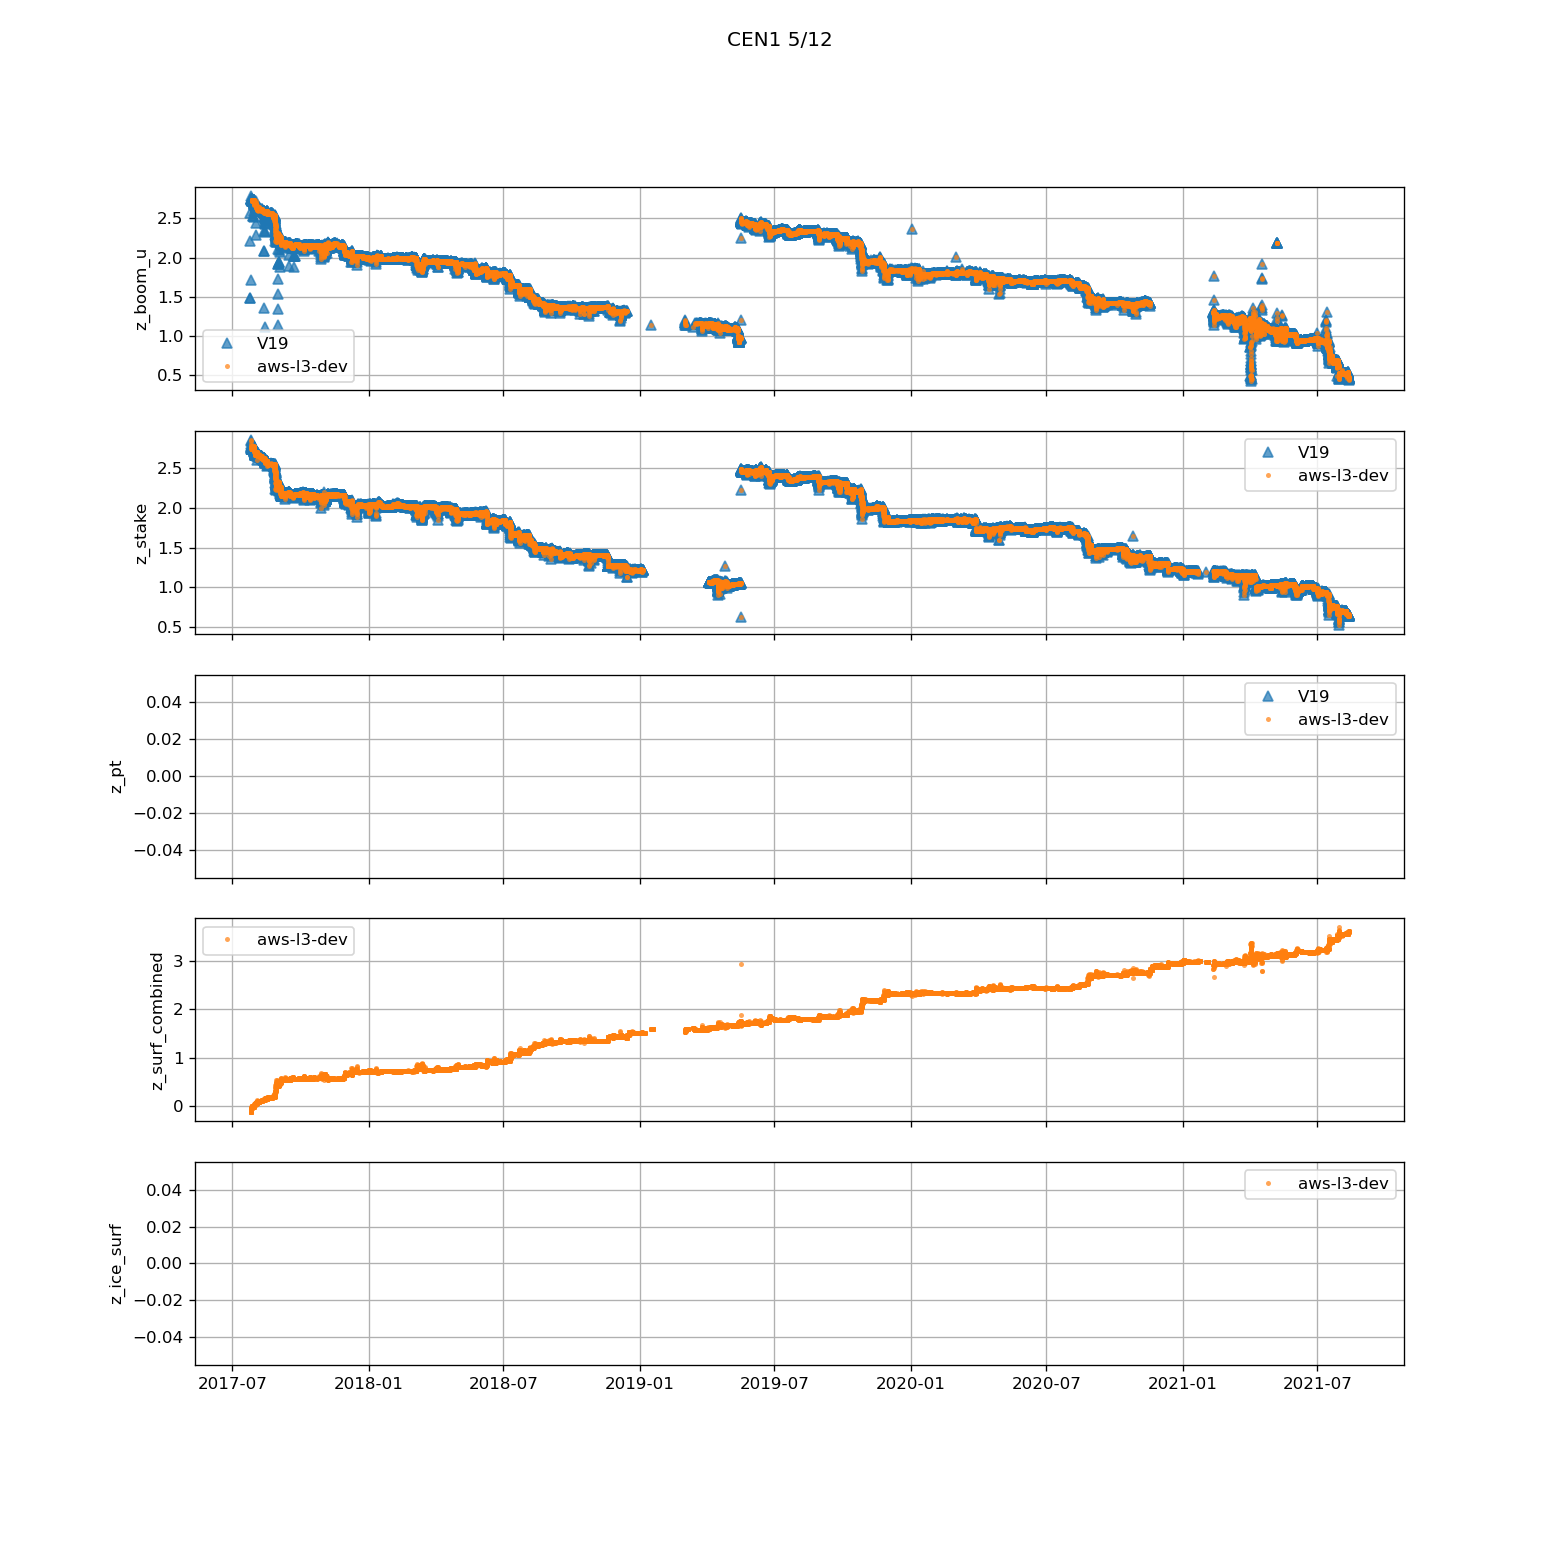 CEN1 5/12
z_boom_u
2.5
2.0
1.5
1.0
0.5
V19
aws-l3-dev
z_stake
2.5
2.0
1.5
1.0
0.5
V19
aws-l3-dev
z_pt
0.04
0.02
0.00
−0.02
−0.04
V19
aws-l3-dev
z_surf_combined
3
2
1
0
aws-l3-dev
z_ice_surf
0.04
0.02
0.00
−0.02
−0.04
aws-l3-dev
2017-07 2018-01 2018-07 2019-01 2019-07 2020-01 2020-07 2021-01 2021-07